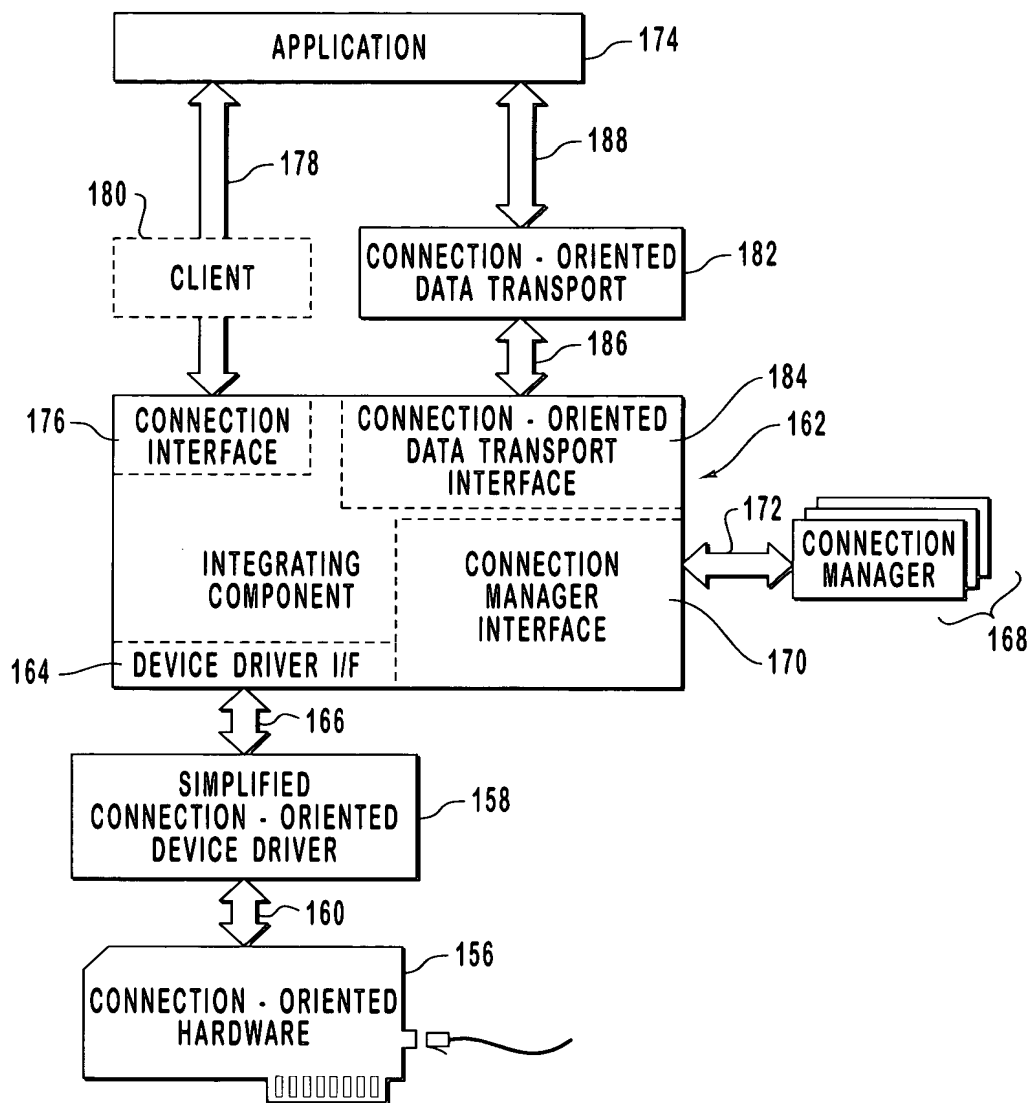 APPLICATION
174
178
188
180
CLIENT
CONNECTION - ORIENTED
DATA TRANSPORT
182
186
184
176
CONNECTION
INTERFACE
CONNECTION - ORIENTED
DATA TRANSPORT
INTERFACE
162
172
CONNECTION
MANAGER
168
INTEGRATING
COMPONENT
CONNECTION
MANAGER
INTERFACE
170
164
DEVICE DRIVER I/F
166
SIMPLIFIED
CONNECTION - ORIENTED
DEVICE DRIVER
158
160
156
CONNECTION - ORIENTED
HARDWARE